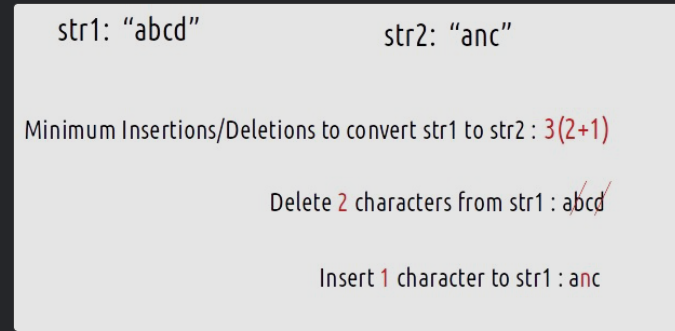 str1: “abcd” str2: “anc”
Minimum Insertions/Deletions to convert str1 to str2 : 3(2+1)
Delete 2 characters from str1 : abcd
Insert 1 character to str1 : anc